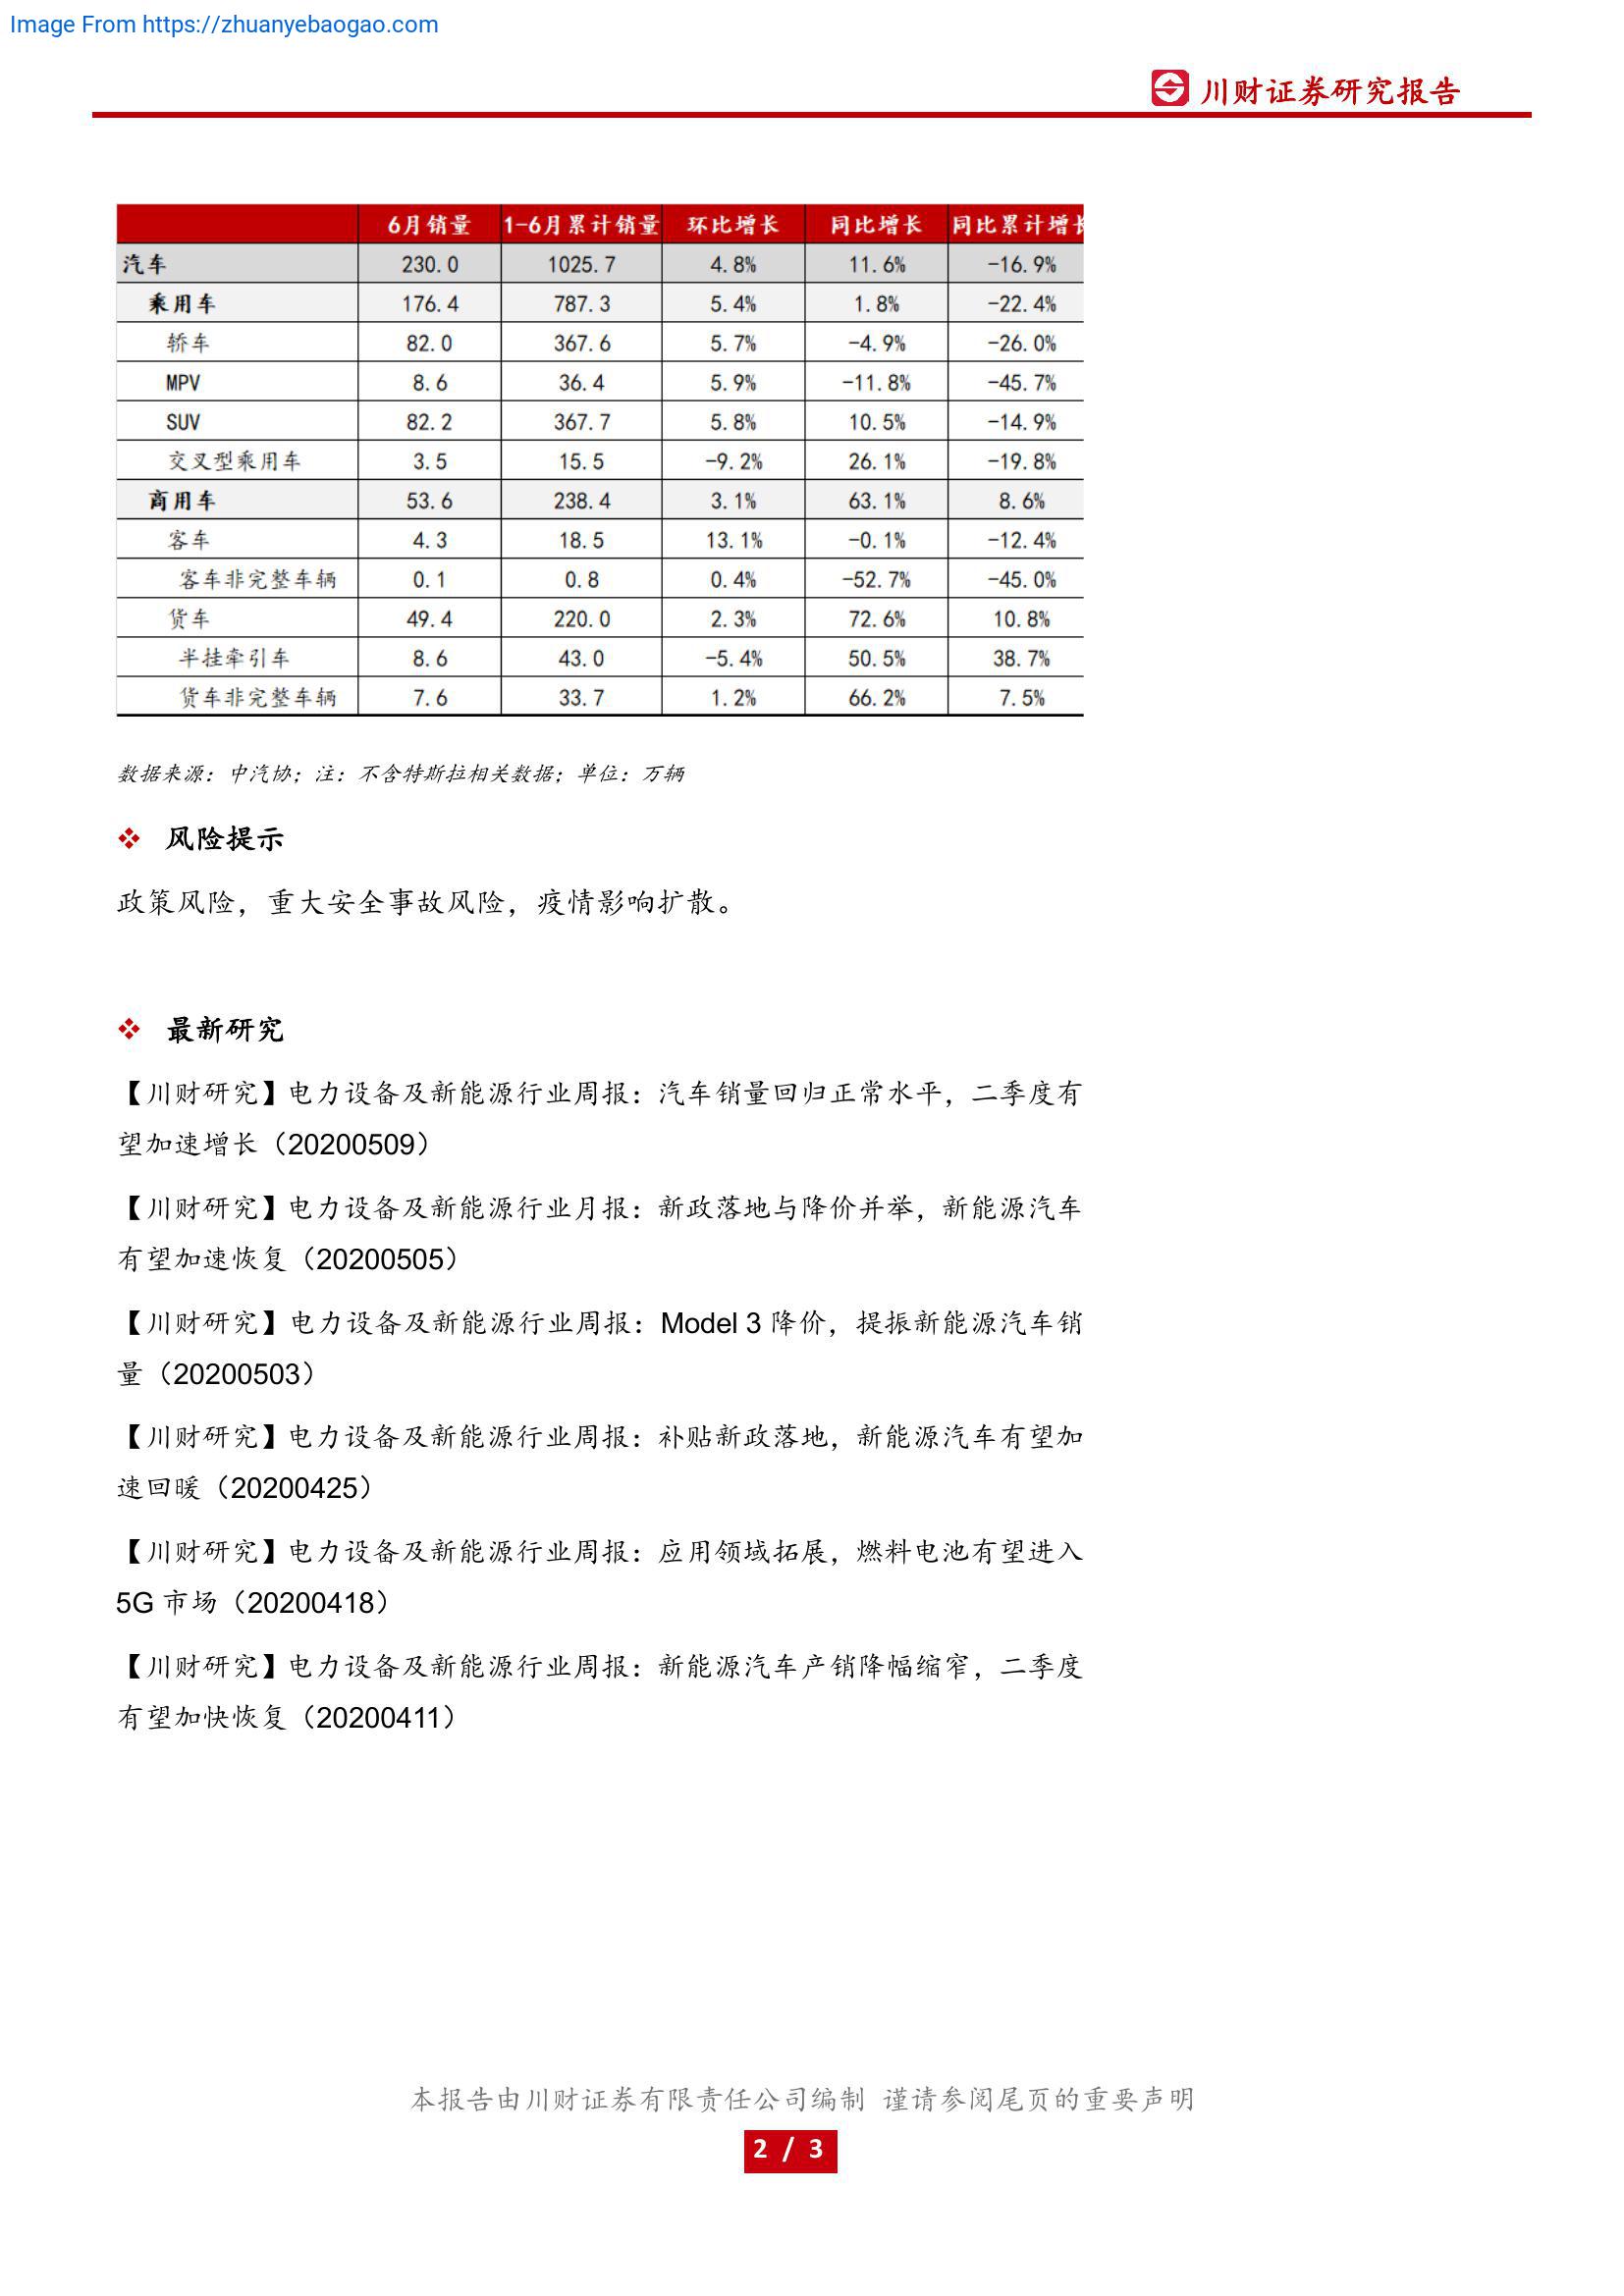 Image From https://zhuanyebaogao.com
川财证券研究报告
6月销量 1-6月累计销量 环比增长 同比增长 同比累计增长
汽车 230.0 1025.7 4.8% 11.6% -16.9%
乘用车 176.4 787.3 5.4% 1.8% -22.4%
轿车 82.0 367.6 5.7% -4.9% -26.0%
MPV 8.6 36.4 5.9% -11.8% -45.7%
SUV 82.2 367.7 5.8% 10.5% -14.9%
交叉型乘用车 3.5 15.5 -9.2% 26.1% -19.8%
商用车 53.6 238.4 3.1% 63.1% 8.6%
客车 4.3 18.5 13.1% -0.1% -12.4%
客车非完整车辆 0.1 0.8 0.4% -52.7% -45.0%
货车 49.4 220.0 2.3% 72.6% 10.8%
半挂牵引车 8.6 43.0 -5.4% 50.5% 38.7%
货车非完整车辆 7.6 33.7 1.2% 66.2% 7.5%
数据来源：中汽协；注：不含特斯拉相关数据；单位：万辆
❖ 风险提示
政策风险，重大安全事故风险，疫情影响扩散。
❖ 最新研究
【川财研究】电力设备及新能源行业周报：汽车销量回归正常水平，二季度有
望加速增长（20200509）
【川财研究】电力设备及新能源行业月报：新政落地与降价并举，新能源汽车
有望加速恢复（20200505）
【川财研究】电力设备及新能源行业周报：Model 3 降价，提振新能源汽车销
量（20200503）
【川财研究】电力设备及新能源行业周报：补贴新政落地，新能源汽车有望加
速回暖（20200425）
【川财研究】电力设备及新能源行业周报：应用领域拓展，燃料电池有望进入
5G 市场（20200418）
【川财研究】电力设备及新能源行业周报：新能源汽车产销降幅缩窄，二季度
有望加快恢复（20200411）
本报告由川财证券有限责任公司编制 谨请参阅尾页的重要声明
2 / 3